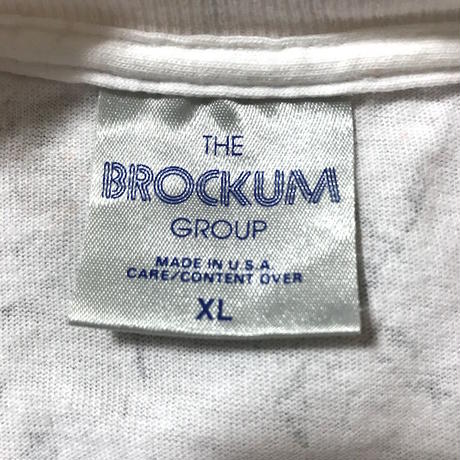 THE
BROCKUM
GROUP
MADE IN U.S.A.
CARE/CONTENT OVER
XL